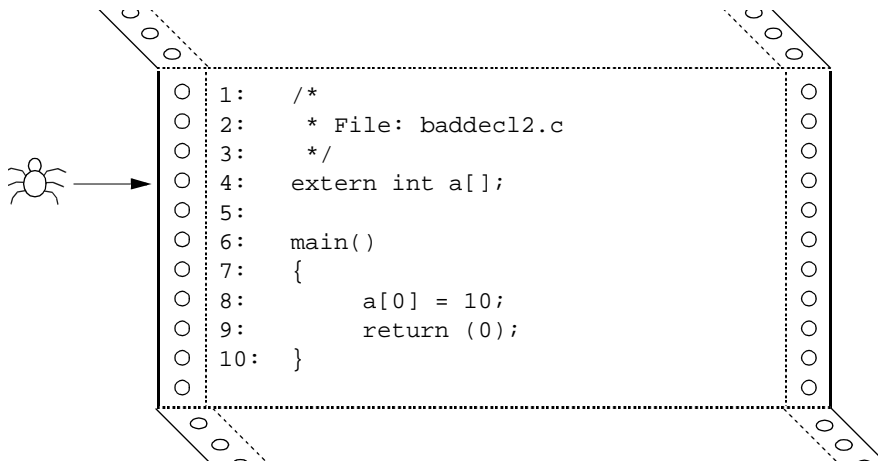 1: /*
2: * File: baddecl2.c
3: */
4: extern int a[];
5:
6: main()
7: {
8: a[0] = 10;
9: return (0);
10: }